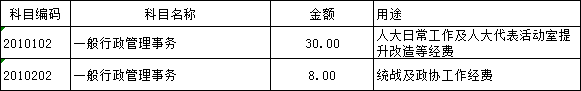 科目编码 科目名称 金额 用途
2010102 一般行政管理事务 30.00 人大日常工作及人大代表活动室提
升改造等经费
2010202 一般行政管理事务 8.00 统战及政协工作经费